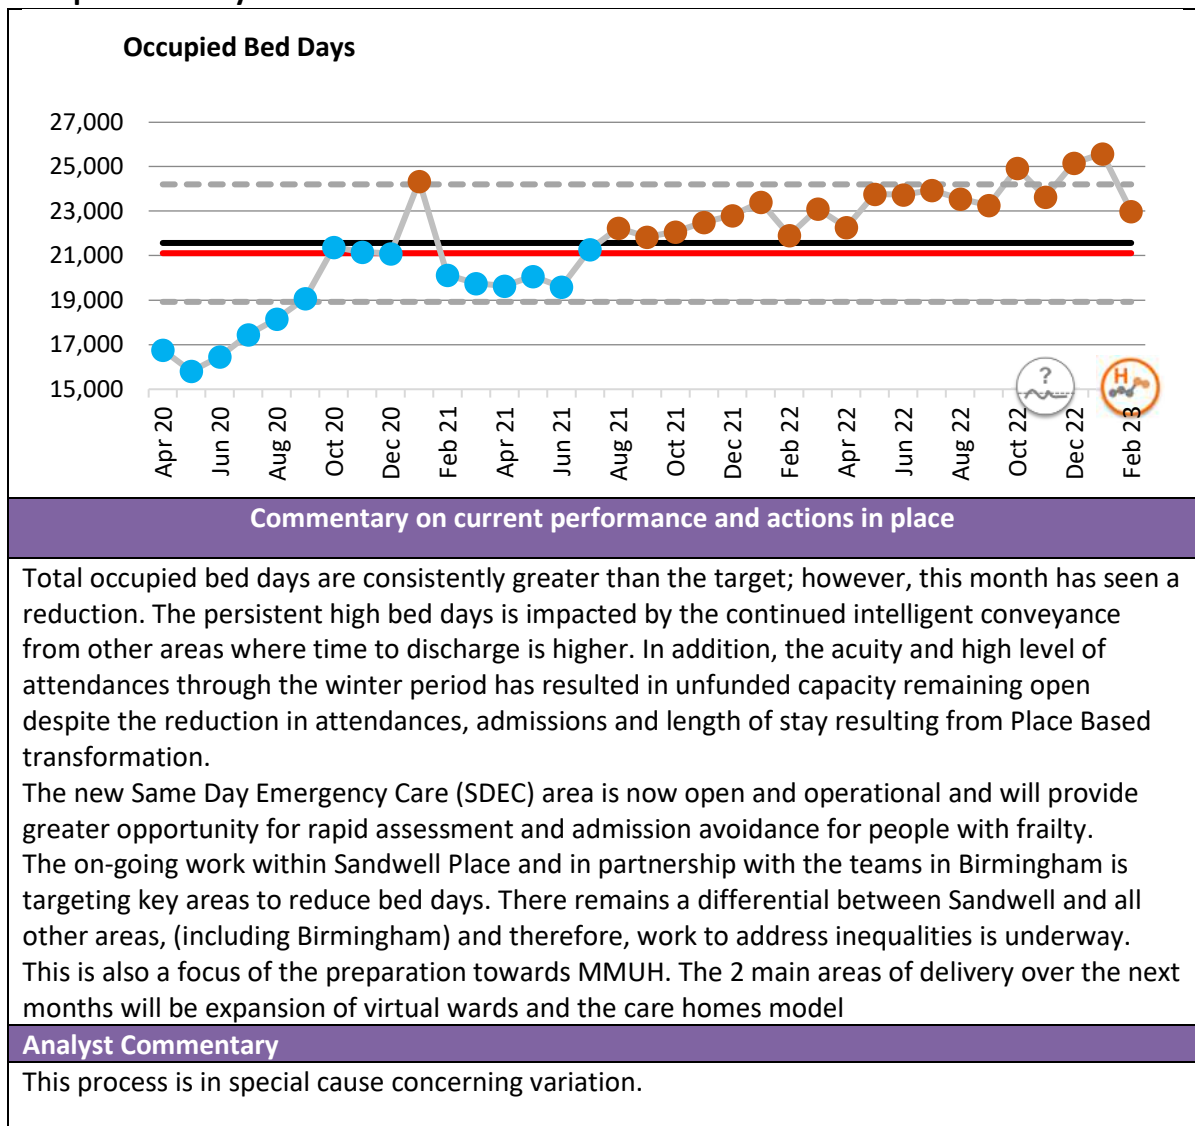 Occupied Bed Days
27,000
25,000
23,000
21,000
19,000
17,000
15,000
Apr 20
Jun 20
Aug 20
Oct 20
Dec 20
Feb 21
Apr 21
Jun 21
Aug 21
Oct 21
Dec 21
Feb 22
Apr 22
Jun 22
Aug 22
Oct 22
Dec 22
Feb 23
?
H
Commentary on current performance and actions in place
Total occupied bed days are consistently greater than the target; however, this month has seen a
reduction. The persistent high bed days is impacted by the continued intelligent conveyance
from other areas where time to discharge is higher. In addition, the acuity and high level of
attendances through the winter period has resulted in unfunded capacity remaining open
despite the reduction in attendances, admissions and length of stay resulting from Place Based
transformation.
The new Same Day Emergency Care (SDEC) area is now open and operational and will provide
greater opportunity for rapid assessment and admission avoidance for people with frailty.
The on-going work within Sandwell Place and in partnership with the teams in Birmingham is
targeting key areas to reduce bed days. There remains a differential between Sandwell and all
other areas, (including Birmingham) and therefore, work to address inequalities is underway.
This is also a focus of the preparation towards MMUH. The 2 main areas of delivery over the next
months will be expansion of virtual wards and the care homes model
Analyst Commentary
This process is in special cause concerning variation.